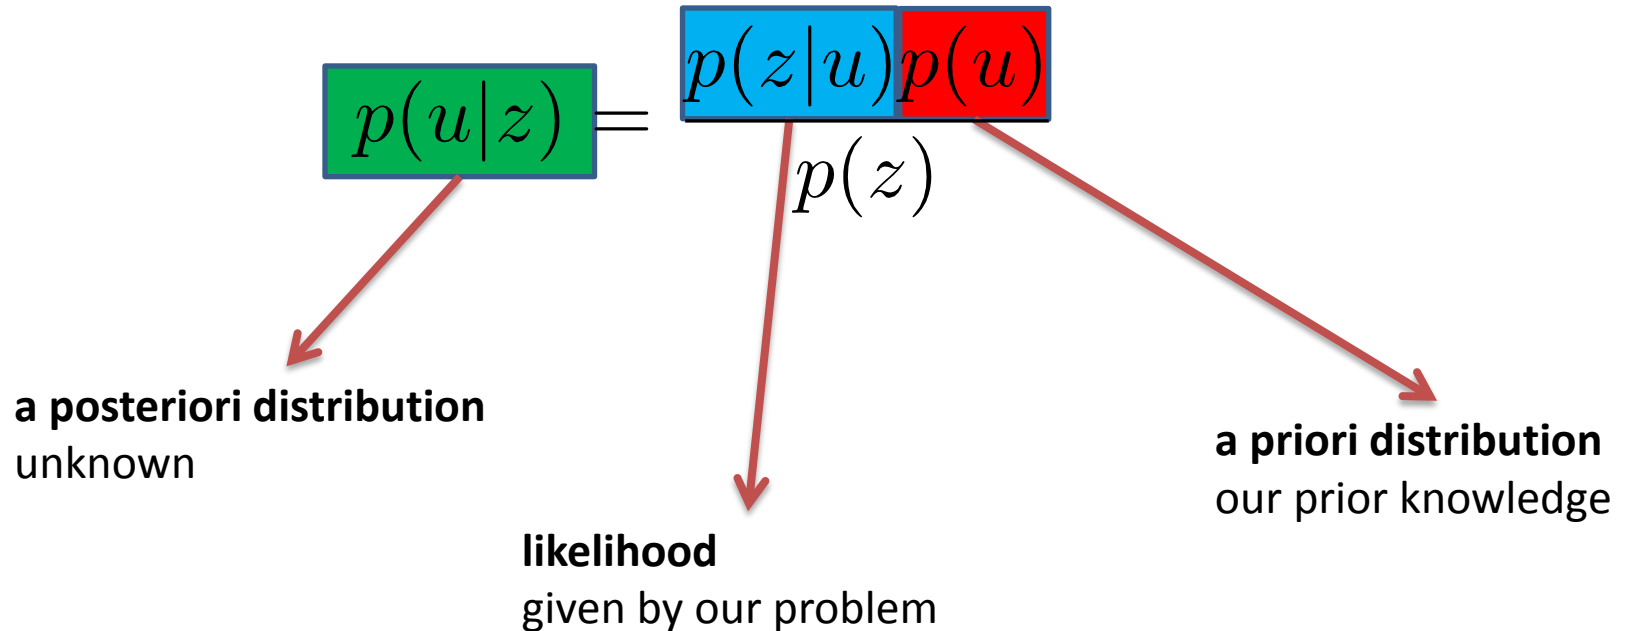 p(u|z) = p(z|u)p(u)
p(z)
a posteriori distribution
unknown
a priori distribution
our prior knowledge
likelihood
given by our problem